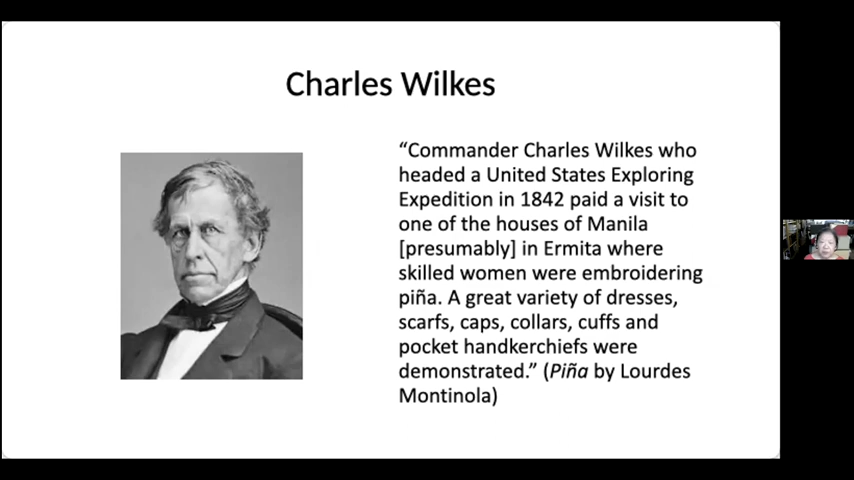 Charles Wilkes
“Commander Charles Wilkes who
headed a United States Exploring
Expedition in 1842 paid a visit to
one of the houses of Manila
[presumably] in Ermita where
skilled women were embroidering
piña. A great variety of dresses,
scarfs, caps, collars, cuffs and
pocket handkerchiefs were
demonstrated.” (Piña by Lourdes
Montinola)